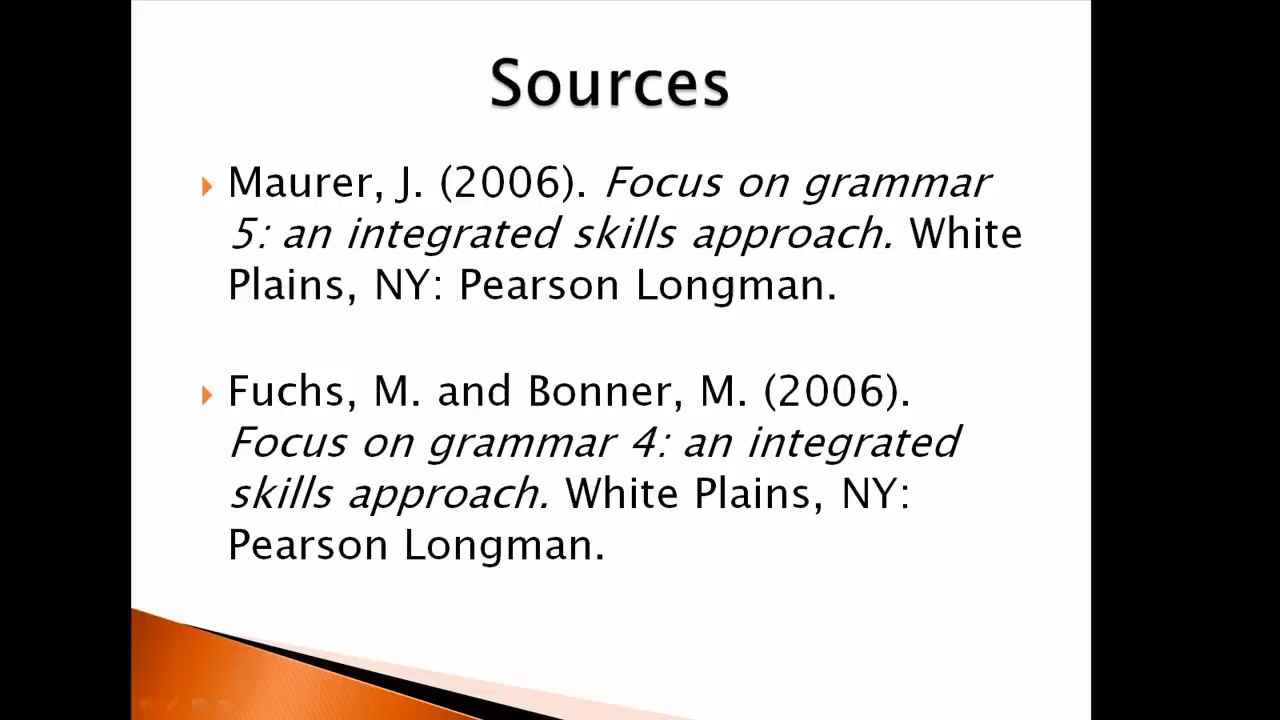 Sources
Maurer, J. (2006). Focus on grammar
5: an integrated skills approach. White
Plains, NY: Pearson Longman.
Fuchs, M. and Bonner, M. (2006).
Focus on grammar 4: an integrated
skills approach. White Plains, NY:
Pearson Longman.